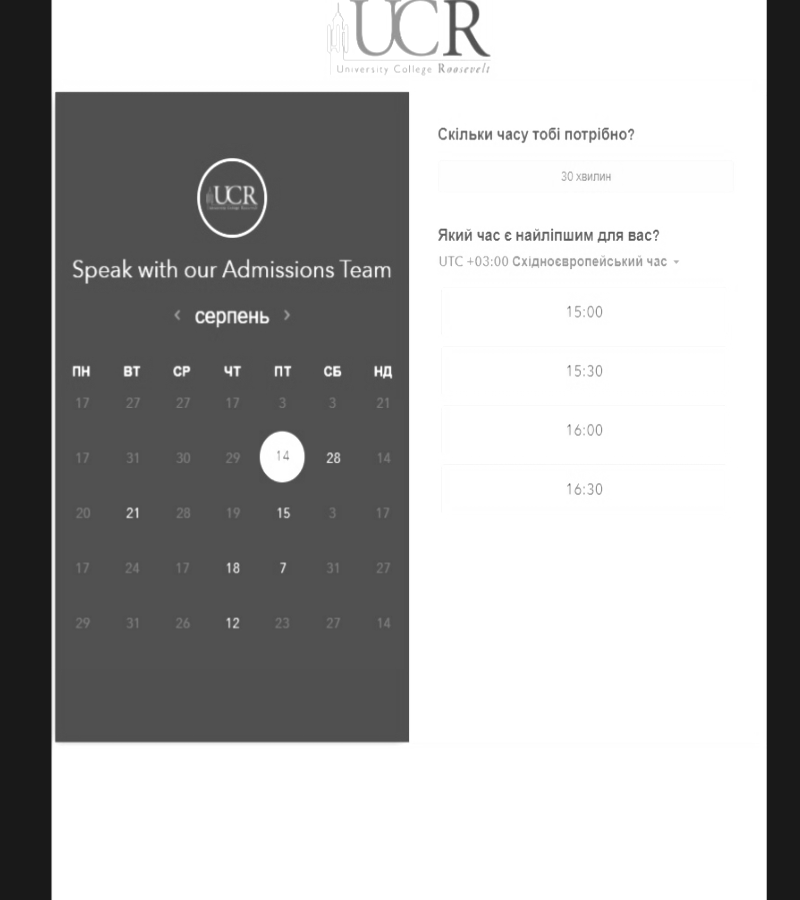 UCR
University College Roosevelt
UCR
Speak with our Admissions Team
‹ серпень ›
ПН ВТ СР ЧТ ПТ СБ НД
17 27 27 17 3 3 21
17 31 30 29 14 28 14
20 21 28 19 15 3 17
17 24 17 18 7 31 27
29 31 26 12 23 27 14
Скільки часу тобі потрібно?
30 хвилин
Який час є найліпшим для вас?
UTC +03:00 Східноєвропейський час
15:00
15:30
16:00
16:30